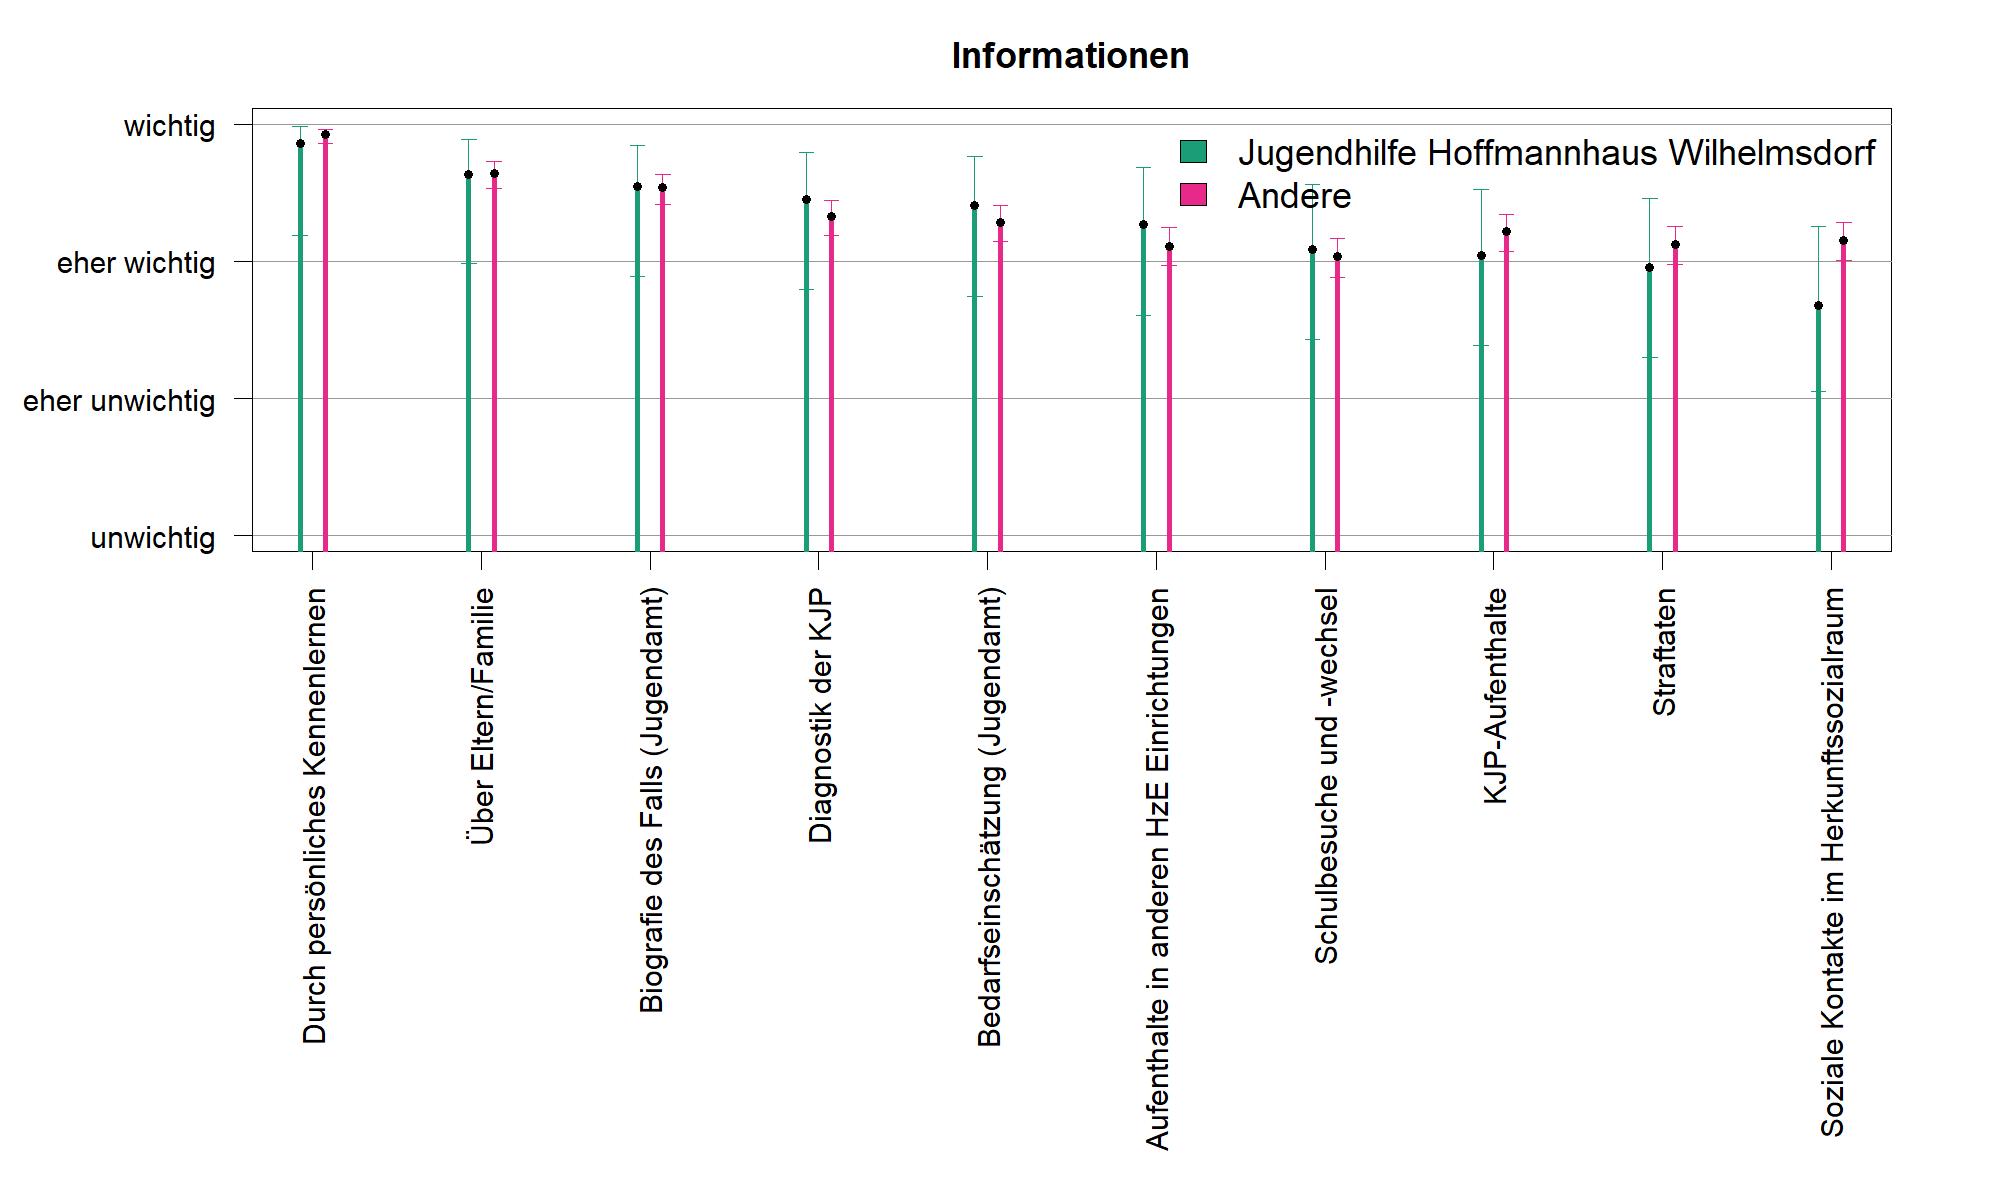 Informationen
wichtig
eher wichtig
eher unwichtig
unwichtig
Jugendhilfe Hoffmannhaus Wilhelmsdorf
Andere
Durch persönliches Kennenlernen
Über Eltern/Familie
Biografie des Falls (Jugendamt)
Diagnostik der KJP
Bedarfseinschätzung (Jugendamt)
Aufenthalte in anderen HzE Einrichtungen
Schulbesuche und -wechsel
KJP-Aufenthalte
Straftaten
Soziale Kontakte im Herkunftssozialraum